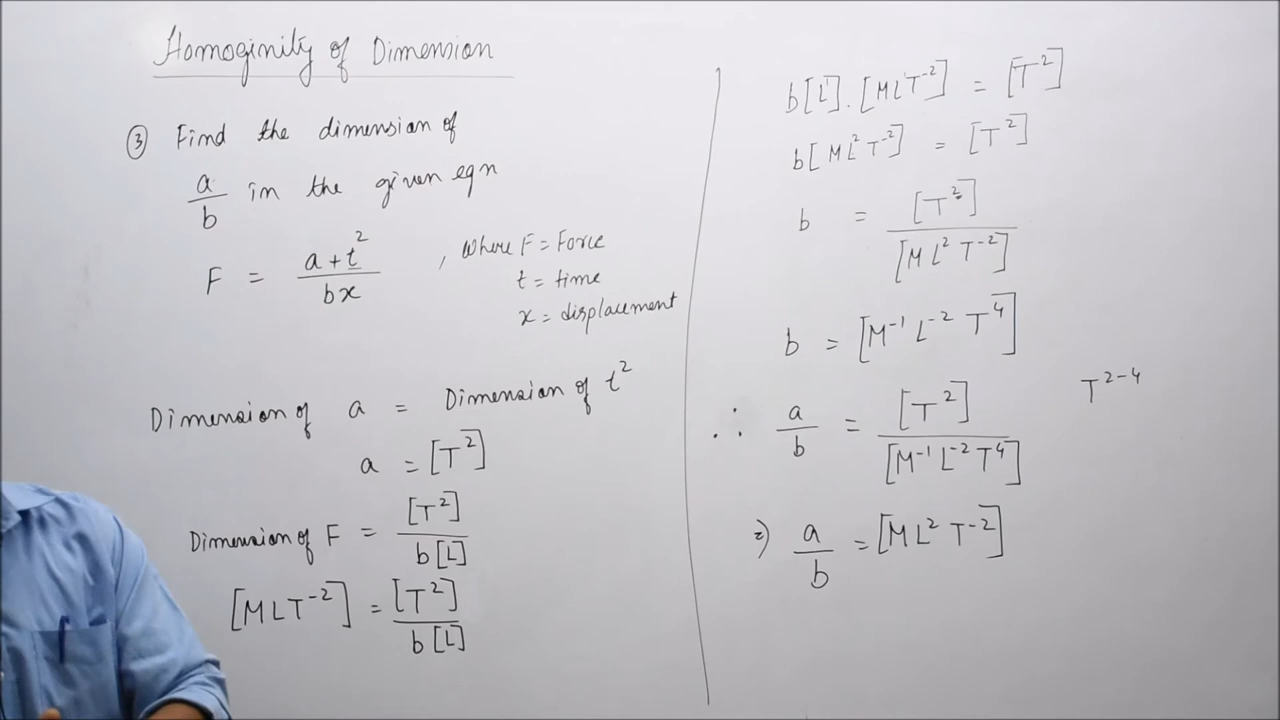 Homoginity of Dimension
③ Find the dimension of
a/b in the given eqn
F = (a + t²)/(bx) , where F = Force
t = time
x = displacement
Dimension of a = Dimension of t²
a = [T²]
Dimension of F = [T²]/(b[L])
[MLT⁻²] = [T²]/(b[L])
b[L¹].[ML¹T⁻²] = [T²]
b[ML²T⁻²] = [T²]
b = [T²]/[ML²T⁻²]
b = [M⁻¹L⁻²T⁴]
∴ a/b = [T²]/[M⁻¹L⁻²T⁴]
T²⁻⁴
⇒ a/b = [ML²T⁻²]